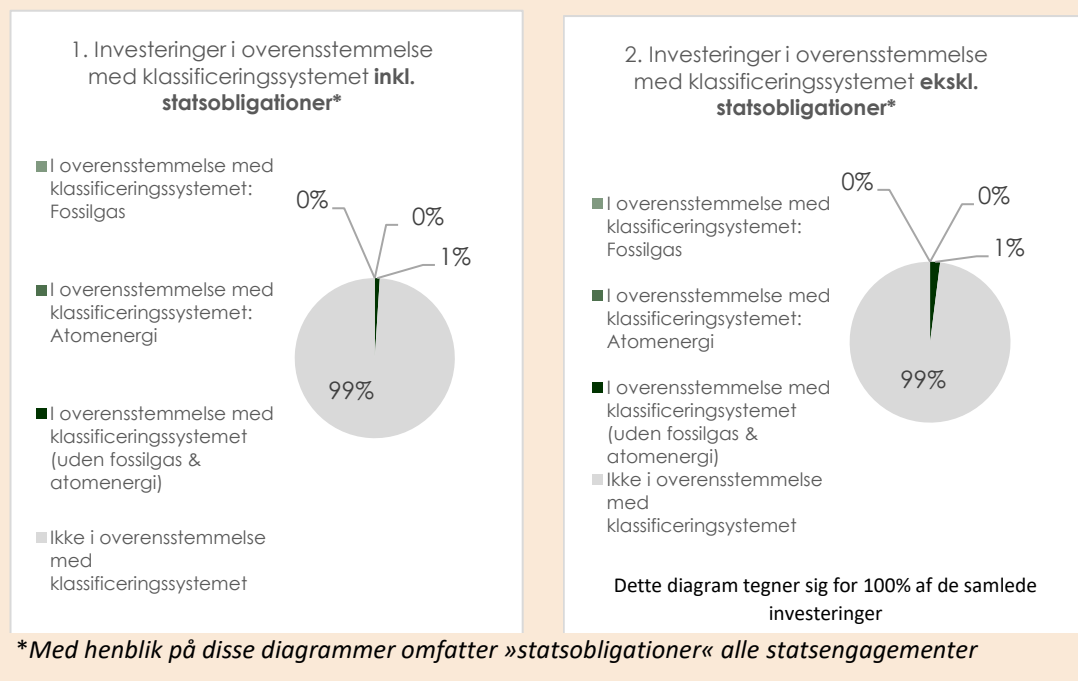 1. Investeringer i overensstemmelse
med klassificeringssystemet inkl.
statsobligationer*
I overensstemmelse med
klassificeringssystemet:
Fossilgas
I overensstemmelse med
klassificeringssystemet:
Atomenergi
I overensstemmelse med
klassificeringssystemet
(uden fossilgas &
atomenergi)
Ikke i overensstemmelse
med
klassificeringssystemet
0%
0%
1%
99%
2. Investeringer i overensstemmelse
med klassificeringssystemet ekskl.
statsobligationer*
I overensstemmelse med
klassificeringsytemet:
Fossilgas
I overensstemmelse med
klassificeringssystemet:
Atomenergi
I overensstemmelse med
klassificeringssystemet
(uden fossilgas &
atomenergi)
Ikke i overensstemmelse
med
klassificeringsytemet
0%
0%
1%
99%
Dette diagram tegner sig for 100% af de samlede
investeringer
*Med henblik på disse diagrammer omfatter »statsobligationer« alle statsengagementer